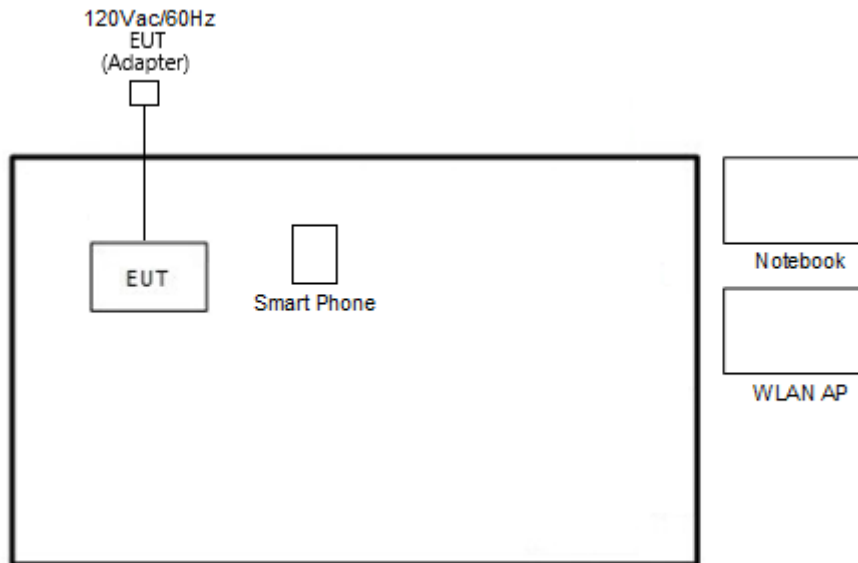 120Vac/60Hz
EUT
(Adapter)
EUT
Smart Phone
Notebook
WLAN AP